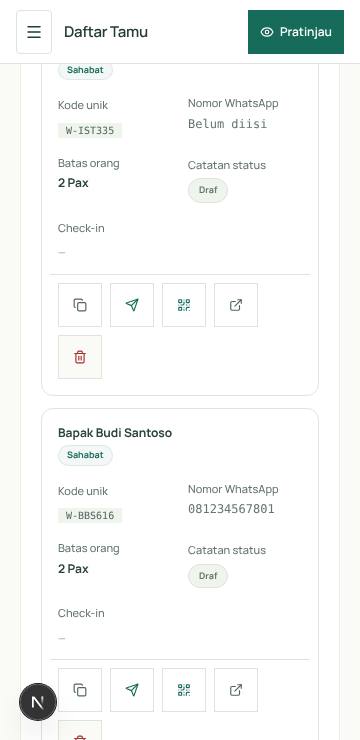 Daftar Tamu
Pratinjau
Sahabat
Kode unik
Nomor WhatsApp
W-IST335
Belum diisi
Batas orang
Catatan status
2 Pax
Draf
Check-in
—
Bapak Budi Santoso
Sahabat
Kode unik
Nomor WhatsApp
W-BBS616
081234567801
Batas orang
Catatan status
2 Pax
Draf
Check-in
—
N